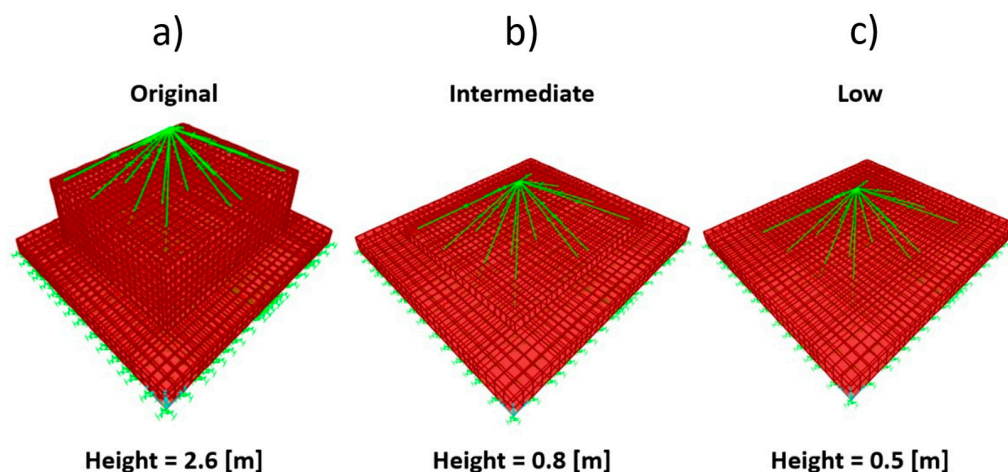 a)
b)
c)
Original
Intermediate
Low
Height = 2.6 [m]
Height = 0.8 [m]
Height = 0.5 [m]